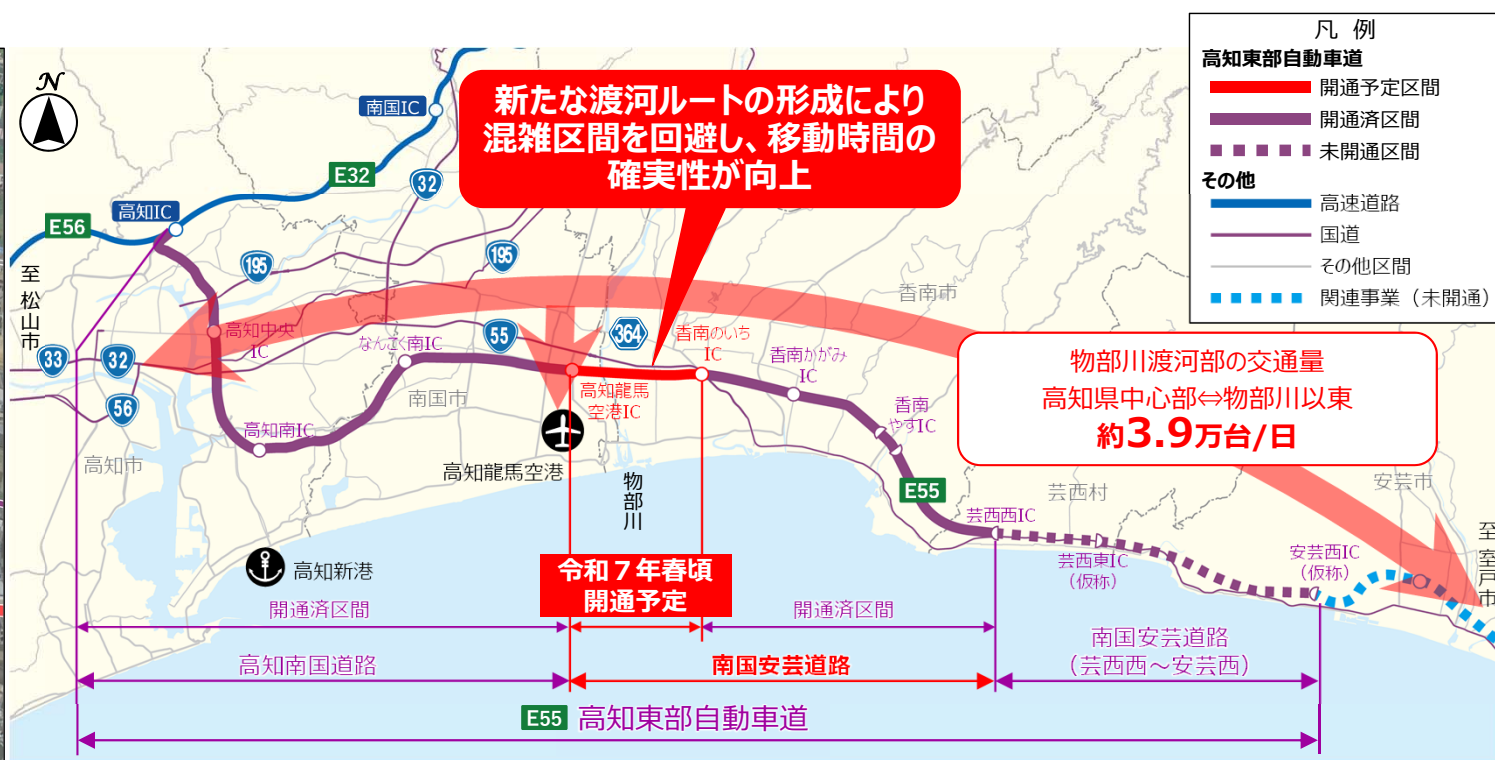 凡 例
高知東部自動車道
開通予定区間
開通済区間
未開通区間
その他
高速道路
国道
その他区間
関連事業（未開通）
N
新たな渡河ルートの形成により
混雑区間を回避し、移動時間の
確実性が向上
南国IC
E32
32
高知IC
E56
195
195
至松山市
香南市
高知中央
IC
なんこく南IC
55
364
香南のいち
IC
香南かがみ
IC
33
32
56
南国市
高知龍馬
空港IC
香南
やすIC
高知南IC
高知市
高知龍馬空港
物部川
物部川渡河部の交通量
高知県中心部⇔物部川以東
約3.9万台/日
E55
芸西村
安芸市
芸西西IC
芸西東IC
（仮称）
安芸西IC
（仮称）
至室戸市
高知新港
令和７年春頃
開通予定
開通済区間
開通済区間
高知南国道路
南国安芸道路
南国安芸道路
（芸西西～安芸西）
E55 高知東部自動車道